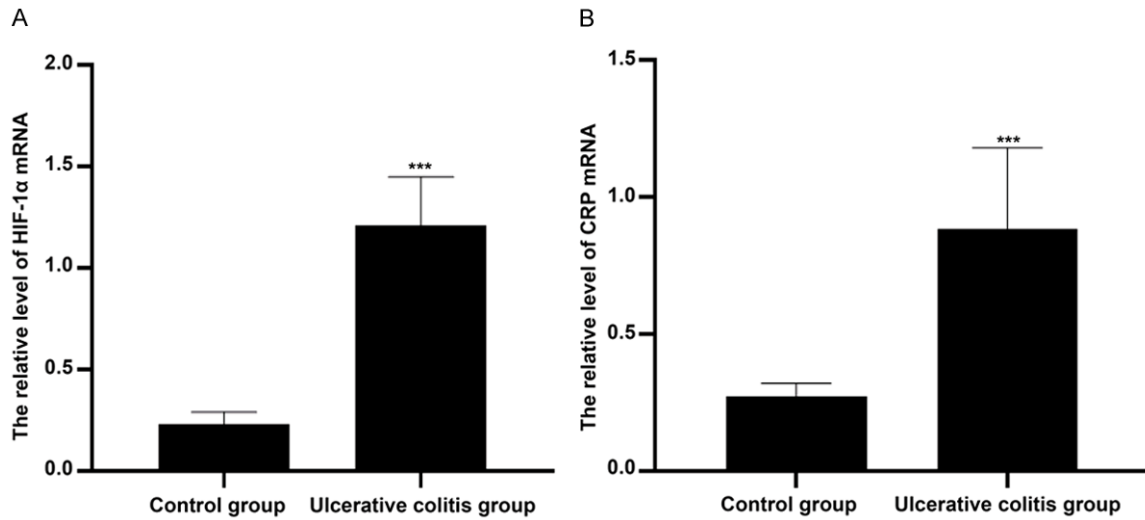 A
The relative level of HIF-1α mRNA
2.0
1.5
1.0
0.5
0.0
***
Control group
Ulcerative colitis group
B
The relative level of CRP mRNA
1.5
1.0
0.5
0.0
***
Control group
Ulcerative colitis group